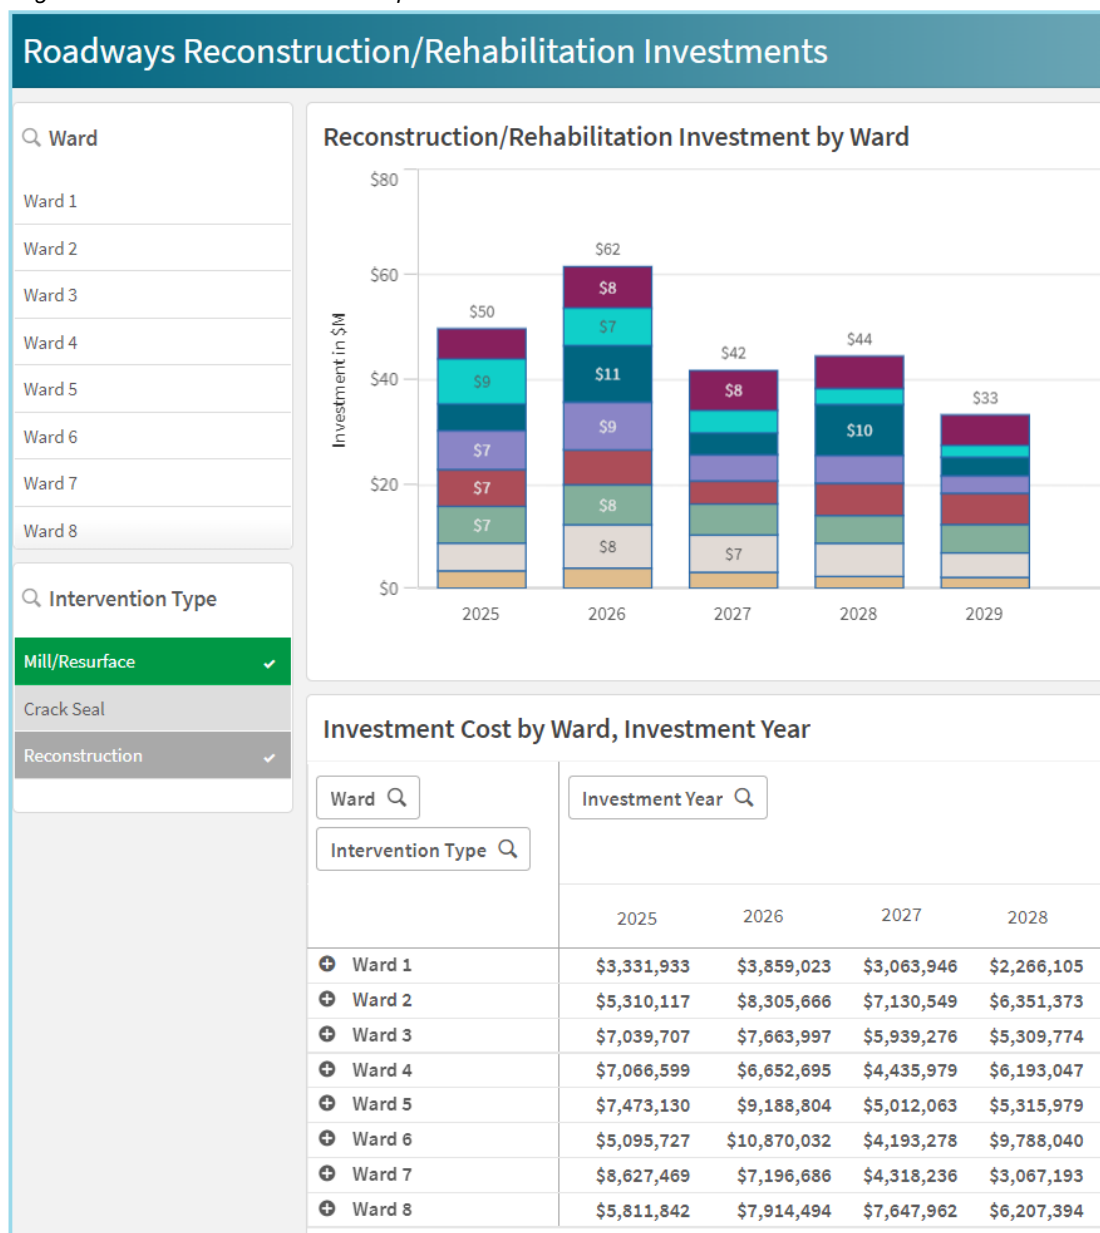 Roadways Reconstruction/Rehabilitation Investments
Ward
Ward 1
Ward 2
Ward 3
Ward 4
Ward 5
Ward 6
Ward 7
Ward 8
Intervention Type
Mill/Resurface
Crack Seal
Reconstruction
Reconstruction/Rehabilitation Investment by Ward
Investment in $M
$80
$60
$40
$20
$0
$50
$9
$7
$7
$7
$62
$8
$7
$11
$9
$8
$8
$42
$8
$7
$44
$10
$33
2025 2026 2027 2028 2029
Investment Cost by Ward, Investment Year
Ward Investment Year
Intervention Type
2025 2026 2027 2028
Ward 1 $3,331,933 $3,859,023 $3,063,946 $2,266,105
Ward 2 $5,310,117 $8,305,666 $7,130,549 $6,351,373
Ward 3 $7,039,707 $7,663,997 $5,939,276 $5,309,774
Ward 4 $7,066,599 $6,652,695 $4,435,979 $6,193,047
Ward 5 $7,473,130 $9,188,804 $5,012,063 $5,315,979
Ward 6 $5,095,727 $10,870,032 $4,193,278 $9,788,040
Ward 7 $8,627,469 $7,196,686 $4,318,236 $3,067,193
Ward 8 $5,811,842 $7,914,494 $7,647,962 $6,207,394